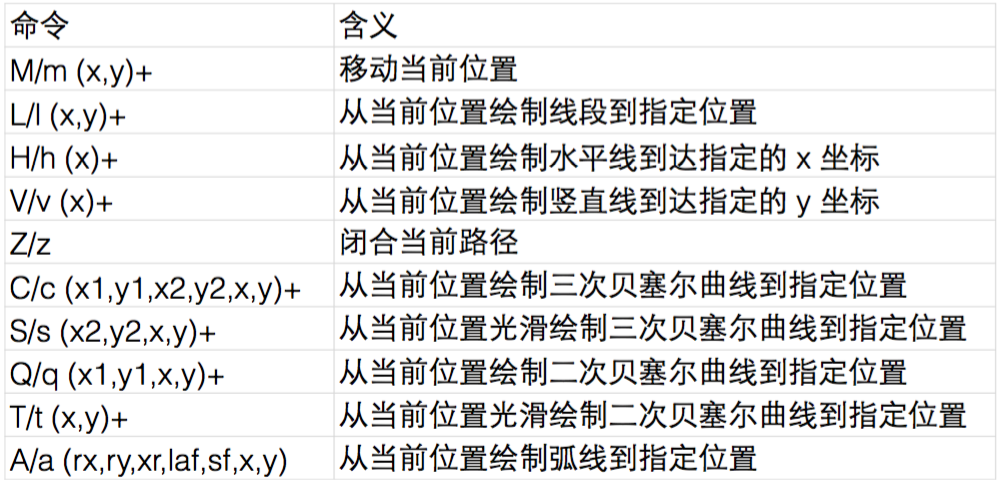 命令 含义
M/m (x,y)+ 移动当前位置
L/l (x,y)+ 从当前位置绘制线段到指定位置
H/h (x)+ 从当前位置绘制水平线到达指定的 x 坐标
V/v (x)+ 从当前位置绘制竖直线到达指定的 y 坐标
Z/z 闭合当前路径
C/c (x1,y1,x2,y2,x,y)+ 从当前位置绘制三次贝塞尔曲线到指定位置
S/s (x2,y2,x,y)+ 从当前位置光滑绘制三次贝塞尔曲线到指定位置
Q/q (x1,y1,x,y)+ 从当前位置绘制二次贝塞尔曲线到指定位置
T/t (x,y)+ 从当前位置光滑绘制二次贝塞尔曲线到指定位置
A/a (rx,ry,xr,laf,sf,x,y) 从当前位置绘制弧线到指定位置